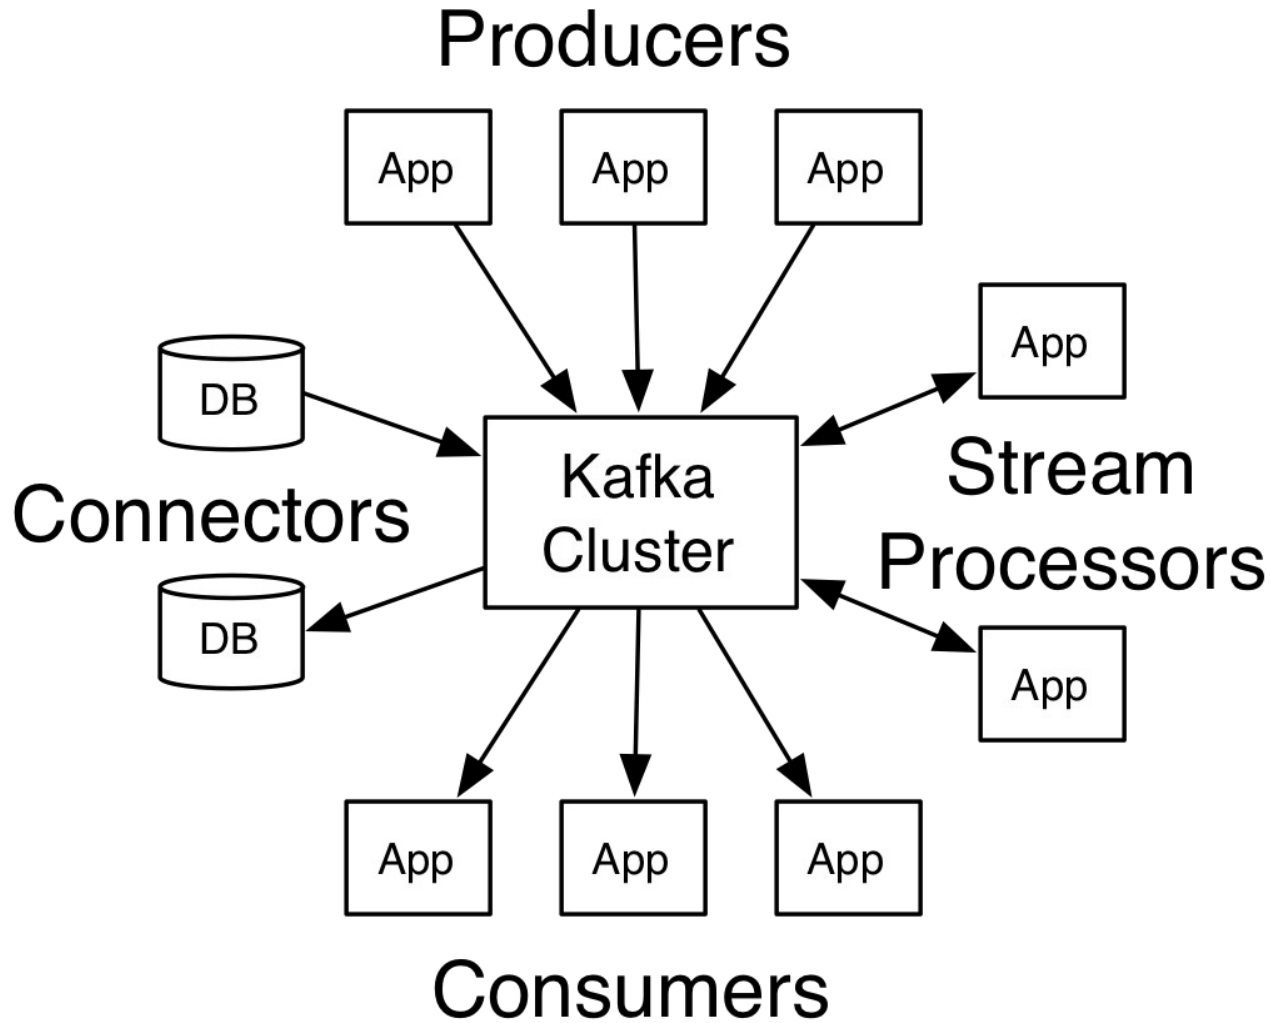 Producers
App
App
App
App
DB
Kafka
Cluster
Stream
Processors
Connectors
DB
App
App
App
App
Consumers